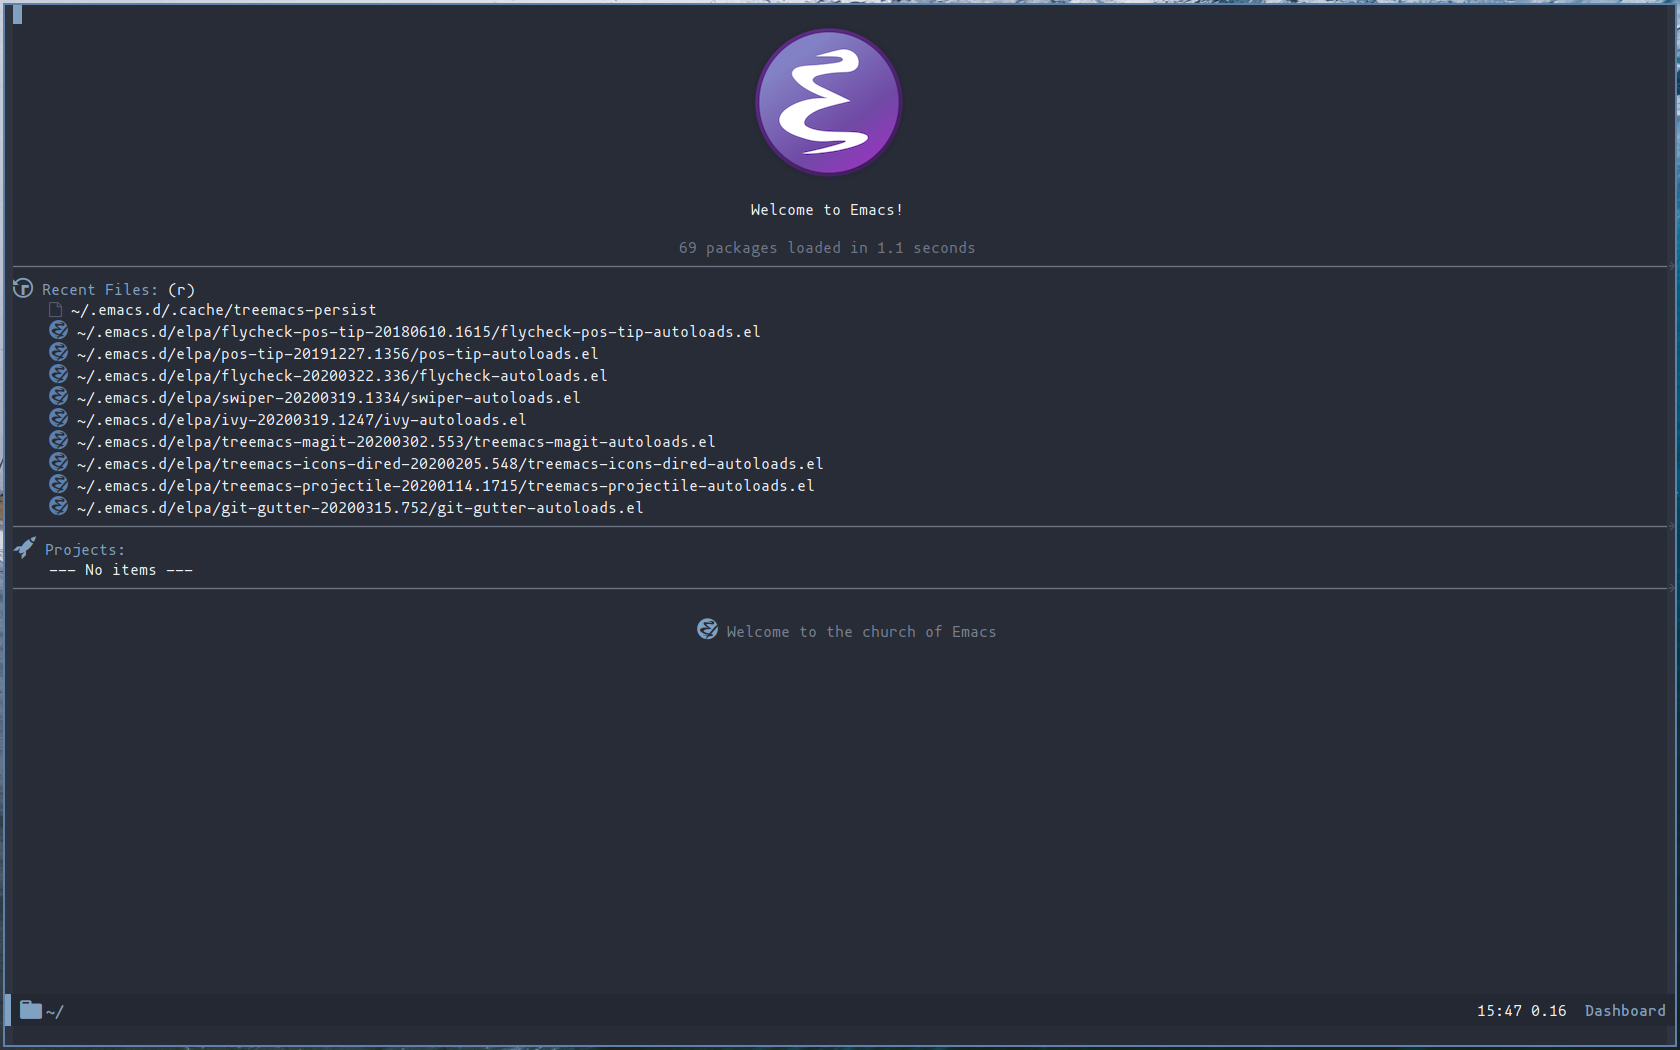 Welcome to Emacs!
69 packages loaded in 1.1 seconds
Recent Files: (r)
~/.emacs.d/.cache/treemacs-persist
~/.emacs.d/elpa/flycheck-pos-tip-20180610.1615/flycheck-pos-tip-autoloads.el
~/.emacs.d/elpa/pos-tip-20191227.1356/pos-tip-autoloads.el
~/.emacs.d/elpa/flycheck-20200322.336/flycheck-autoloads.el
~/.emacs.d/elpa/swiper-20200319.1334/swiper-autoloads.el
~/.emacs.d/elpa/ivy-20200319.1247/ivy-autoloads.el
~/.emacs.d/elpa/treemacs-magit-20200302.553/treemacs-magit-autoloads.el
~/.emacs.d/elpa/treemacs-icons-dired-20200205.548/treemacs-icons-dired-autoloads.el
~/.emacs.d/elpa/treemacs-projectile-20200114.1715/treemacs-projectile-autoloads.el
~/.emacs.d/elpa/git-gutter-20200315.752/git-gutter-autoloads.el
Projects:
--- No items ---
Welcome to the church of Emacs
~/ 15:47 0.16 Dashboard